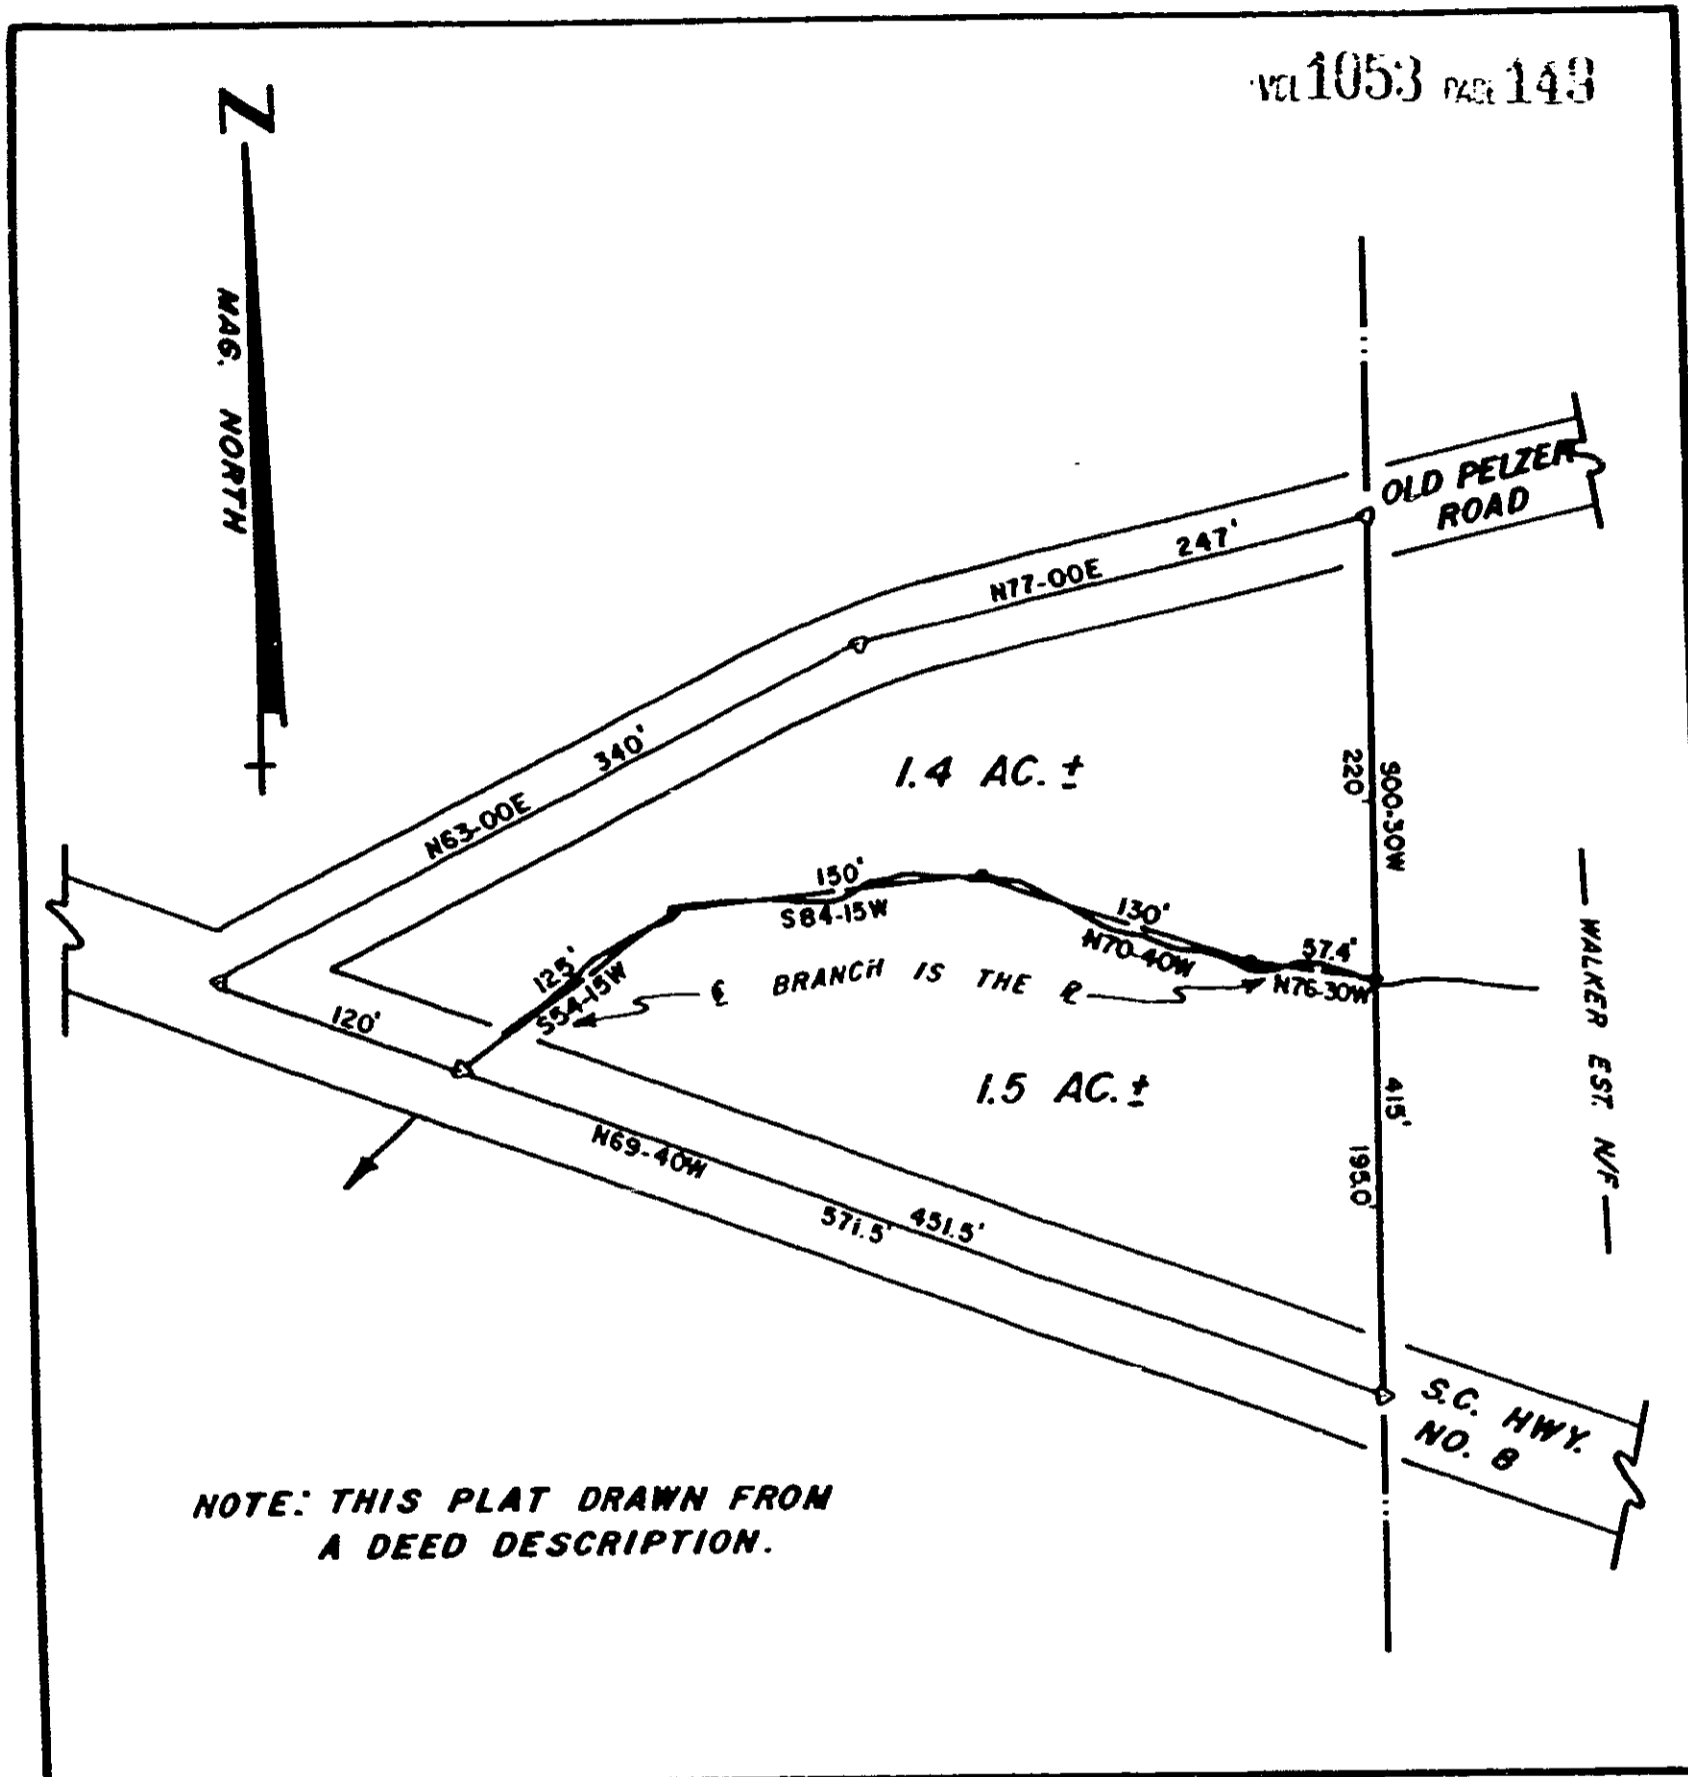 VOL 1053 PAGE 143
N
MAG. NORTH
OLD PELZER
ROAD
247'
N77-00E
340'
N63-00E
1.4 AC. ±
220'
S00-30W
150'
S84-15W
130'
N70-40W
57.4'
N76-30W
125'
S54-15W
℄ BRANCH IS THE ⅊
WALKER EST. N/F
120'
1.5 AC. ±
415'
195.0'
N69-40W
451.5'
571.5'
S.C. HWY.
NO. 8
NOTE: THIS PLAT DRAWN FROM
A DEED DESCRIPTION.